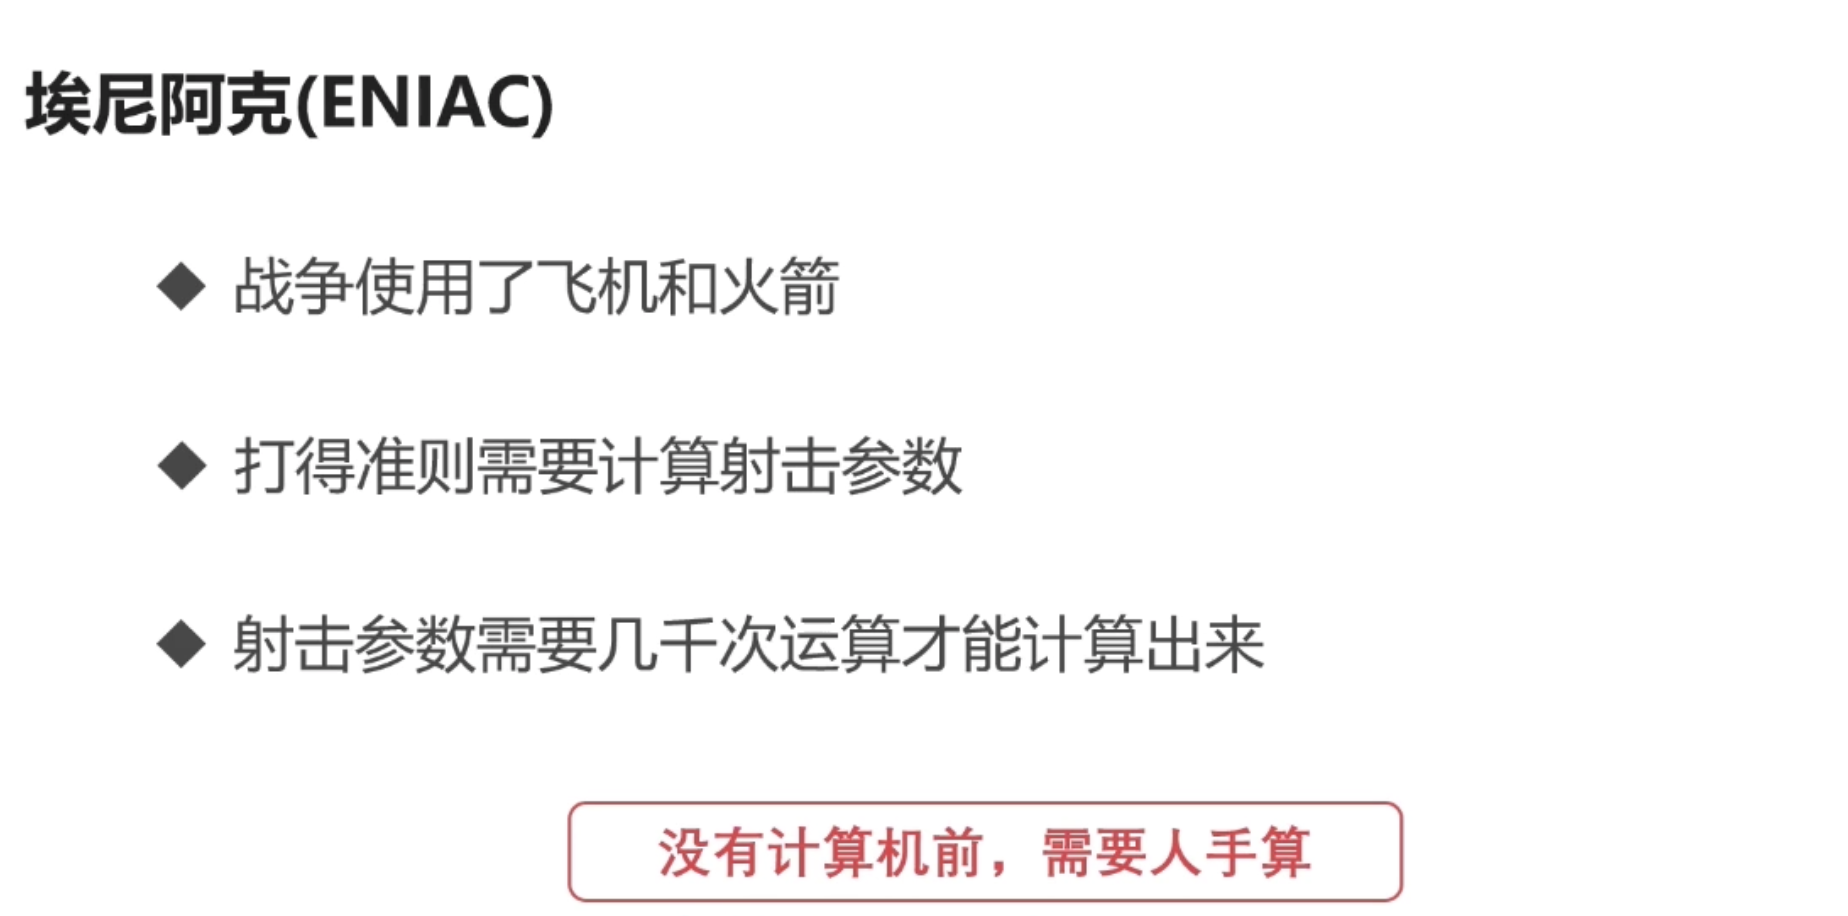 埃尼阿克(ENIAC)
◆ 战争使用了飞机和火箭
◆ 打得准则需要计算射击参数
◆ 射击参数需要几千次运算才能计算出来
没有计算机前，需要人手算